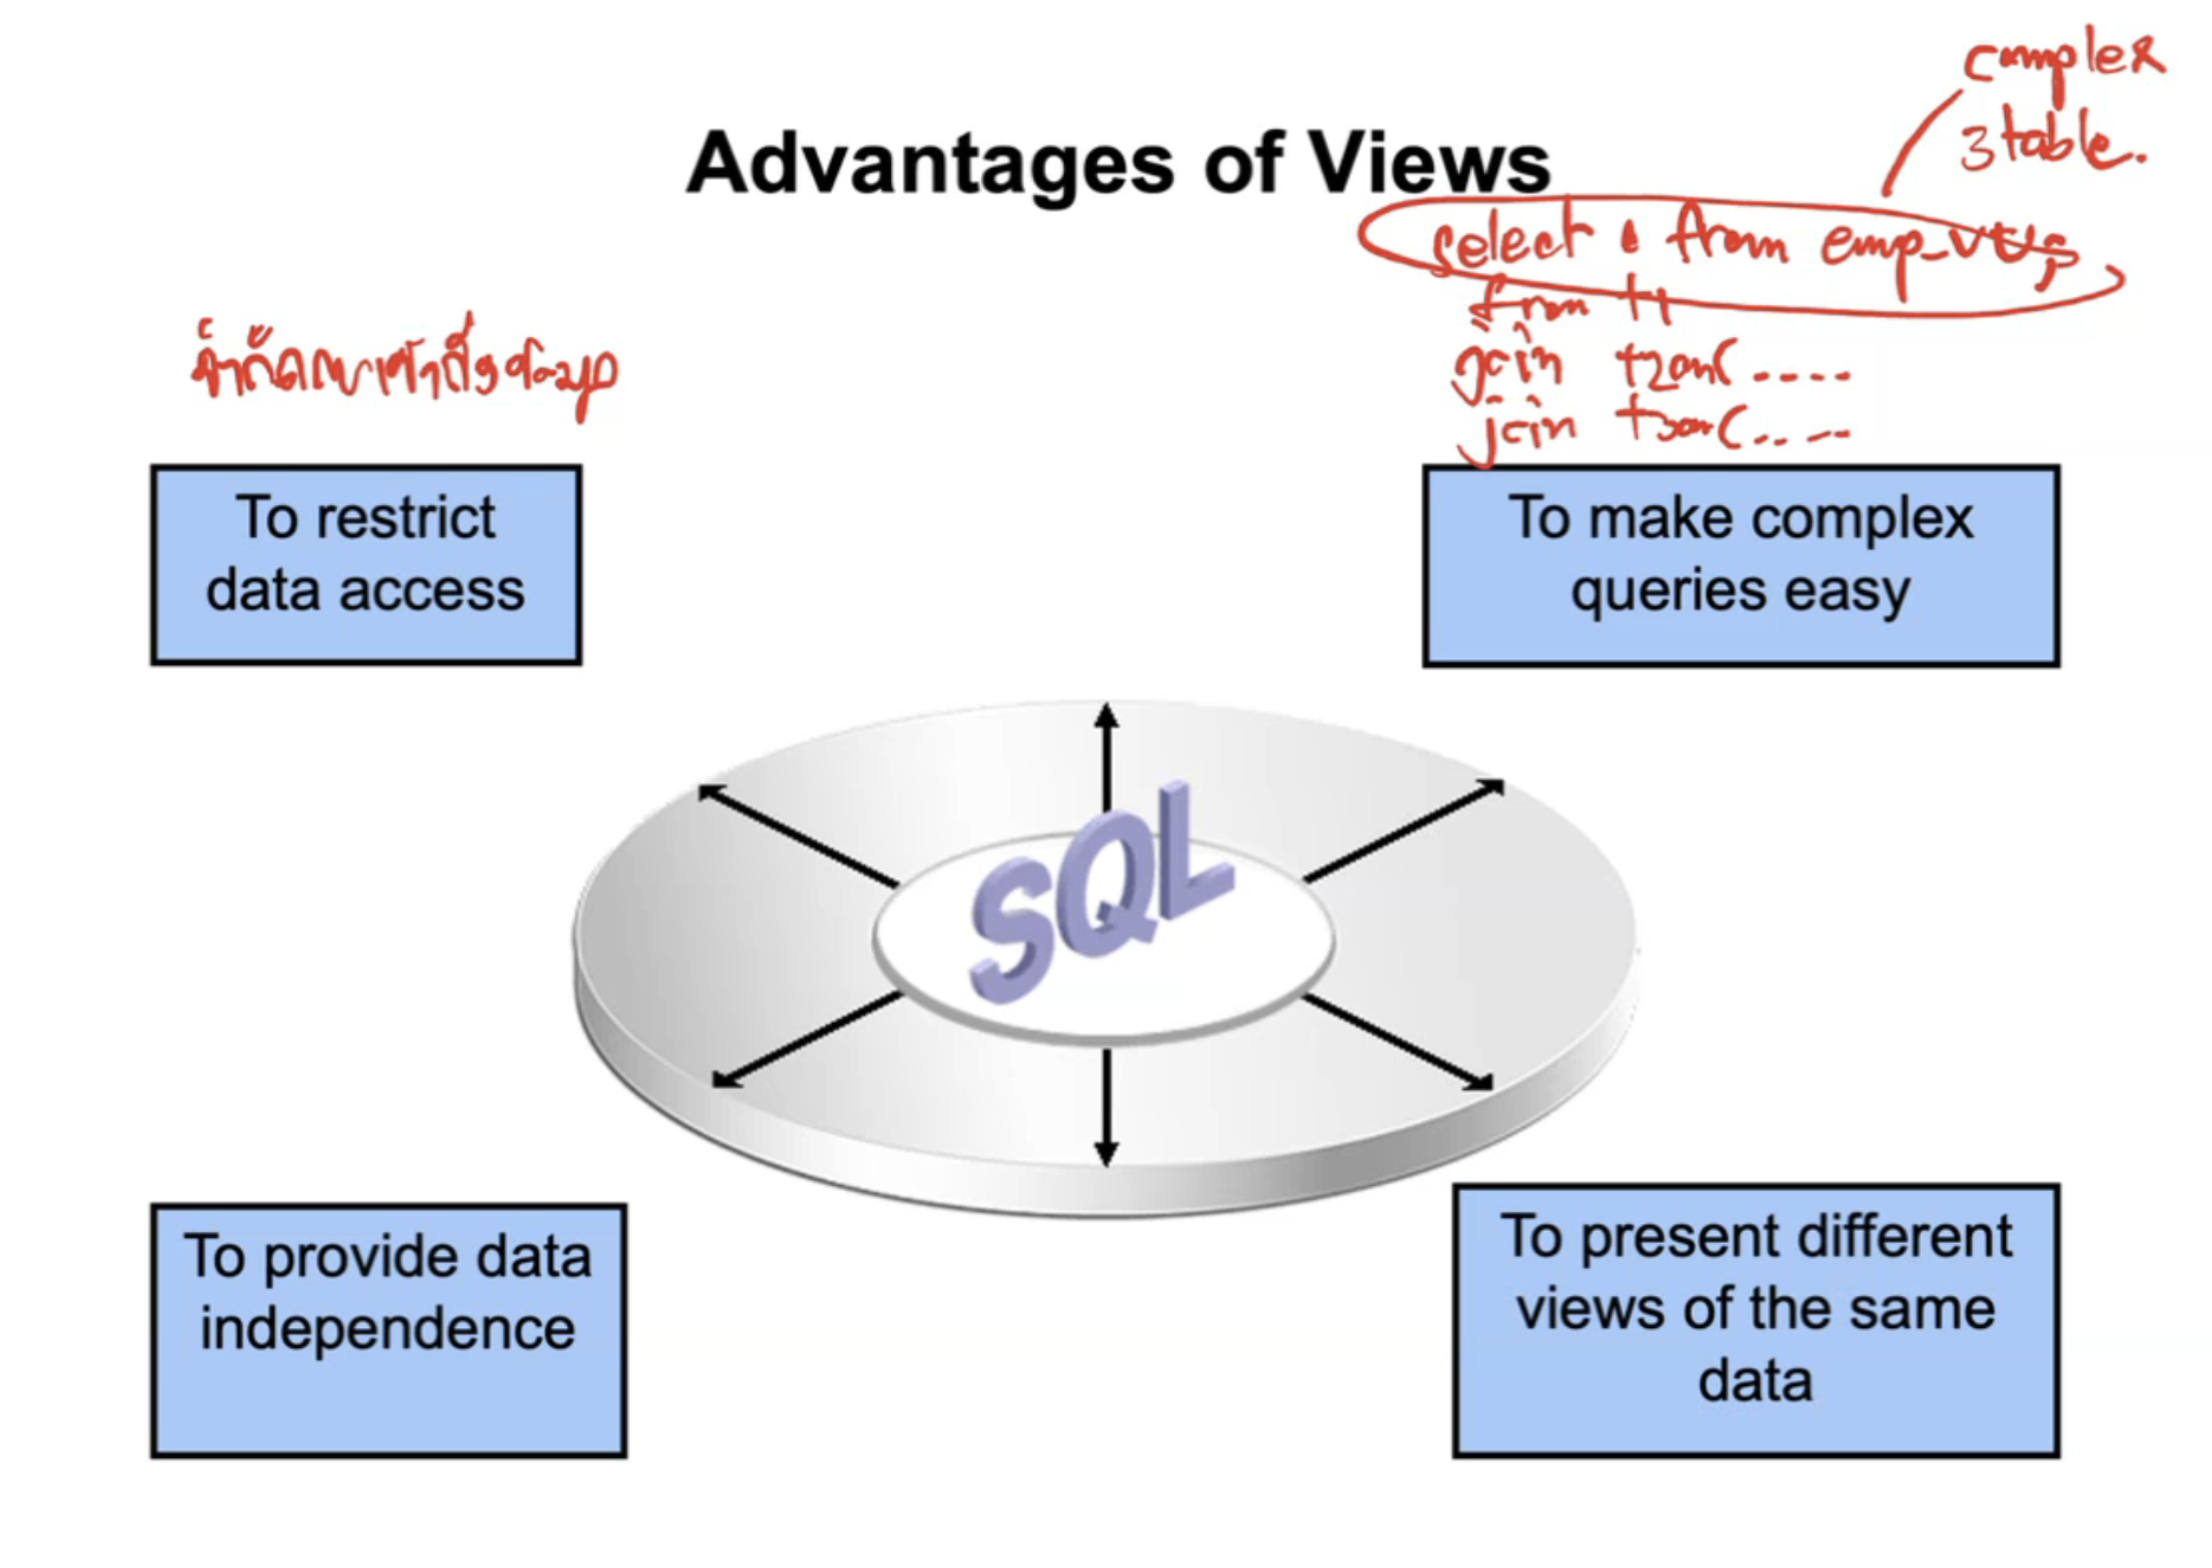 Advantages of Views
complex
3 table.
select * from emp_vu;
from t1
join t2 on( ....
join t3 on( .. ..
จำกัดการเข้าถึงข้อมูล
To restrict
data access
To make complex
queries easy
SQL
To provide data
independence
To present different
views of the same
data